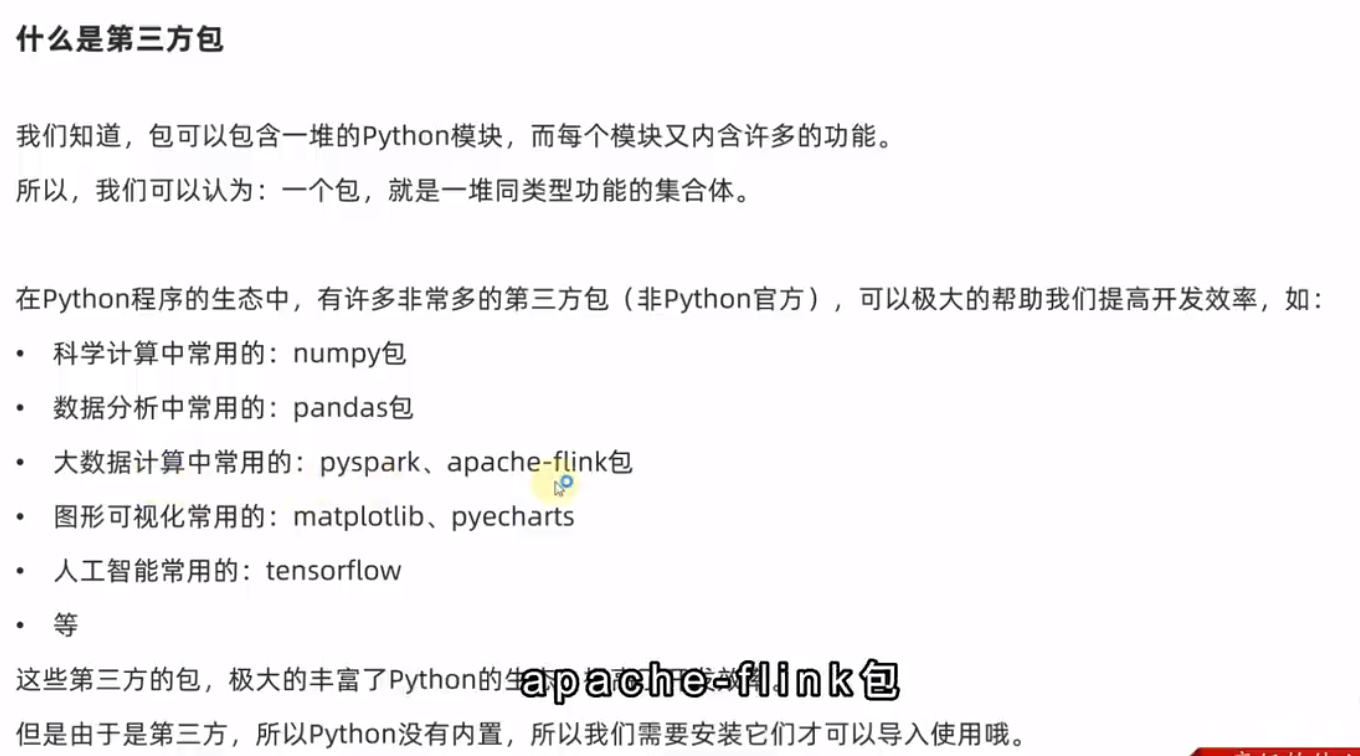 什么是第三方包
我们知道，包可以包含一堆的Python模块，而每个模块又内含许多的功能。
所以，我们可以认为：一个包，就是一堆同类型功能的集合体。
在Python程序的生态中，有许多非常多的第三方包（非Python官方），可以极大的帮助我们提高开发效率，如：
• 科学计算中常用的：numpy包
• 数据分析中常用的：pandas包
• 大数据计算中常用的：pyspark、apache-flink包
• 图形可视化常用的：matplotlib、pyecharts
• 人工智能常用的：tensorflow
• 等
这些第三方的包，极大的丰富了Python的生态 开发效率。
apache-flink包
但是由于是第三方，所以Python没有内置，所以我们需要安装它们才可以导入使用哦。